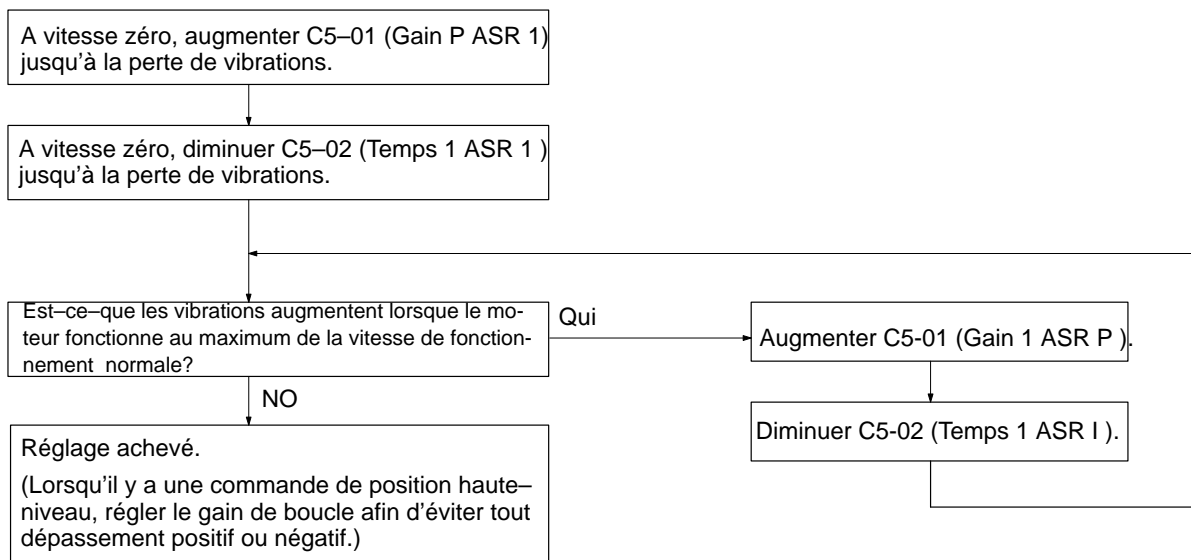 A vitesse zéro, augmenter C5–01 (Gain P ASR 1)
jusqu’à la perte de vibrations.
A vitesse zéro, diminuer C5–02 (Temps 1 ASR 1 )
jusqu’à la perte de vibrations.
Est–ce–que les vibrations augmentent lorsque le mo-
teur fonctionne au maximum de la vitesse de fonction-
nement normale?
Qui
Augmenter C5-01 (Gain 1 ASR P ).
Diminuer C5-02 (Temps 1 ASR I ).
NO
Réglage achevé.
(Lorsqu’il y a une commande de position haute–
niveau, régler le gain de boucle afin d’éviter tout
dépassement positif ou négatif.)